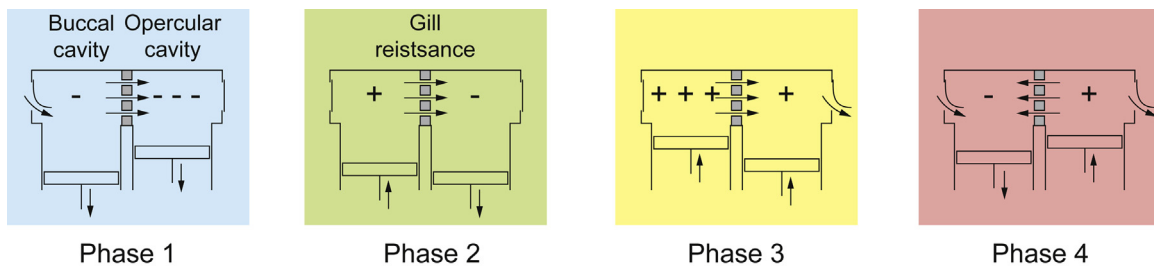 Buccal cavity
Opercular cavity
Gill reistsance
- - - -
+ -
+ + + +
- +
Phase 1
Phase 2
Phase 3
Phase 4